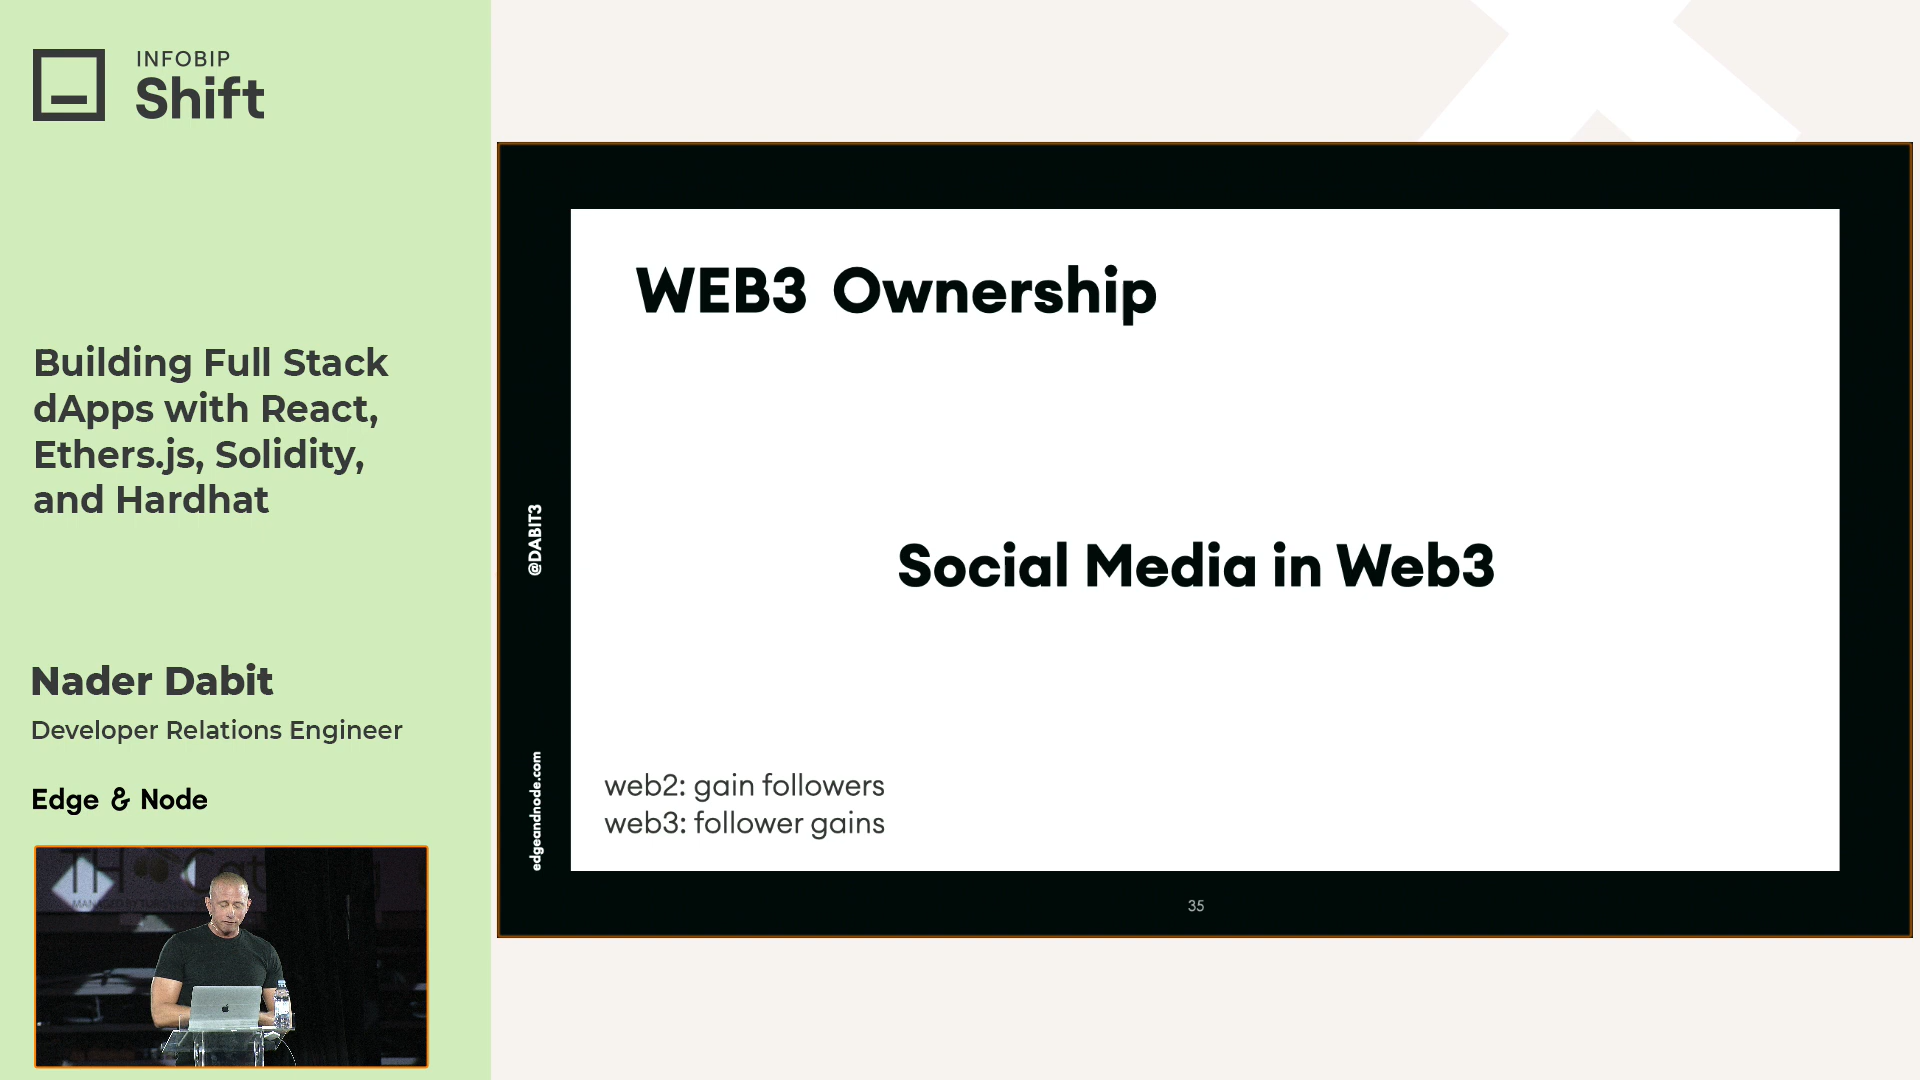 INFOBIP
Shift
Building Full Stack
dApps with React,
Ethers.js, Solidity,
and Hardhat
Nader Dabit
Developer Relations Engineer
Edge & Node
WEB3 Ownership
Social Media in Web3
web2: gain followers
web3: follower gains
@DABIT3
edgeandnode.com
35